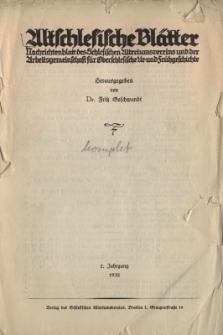 Altschlesische Blätter
Nachrichtenblatt des Schlesischen Altertumsvereins und der
Arbeitsgemeinschaft für Oberschlesische Ur- und Frühgeschichte
Herausgegeben
von
Dr. Fritz Geschwendt
komplet
2. Jahrgang
Verlag des Schlesischen Altertumsvereins, Breslau 1, Graupenstraße 14